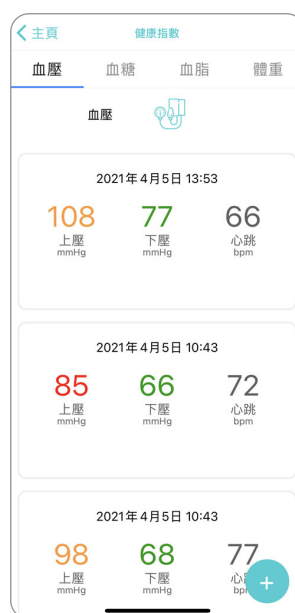 主頁 健康指數
血壓 血糖 血脂 體重
血壓
2021年4月5日 13:53
108 77 66
上壓 下壓 心跳
mmHg mmHg bpm
2021年4月5日 10:43
85 66 72
上壓 下壓 心跳
mmHg mmHg bpm
2021年4月5日 10:43
98 68 77
上壓 下壓 心
mmHg mmHg bp
+